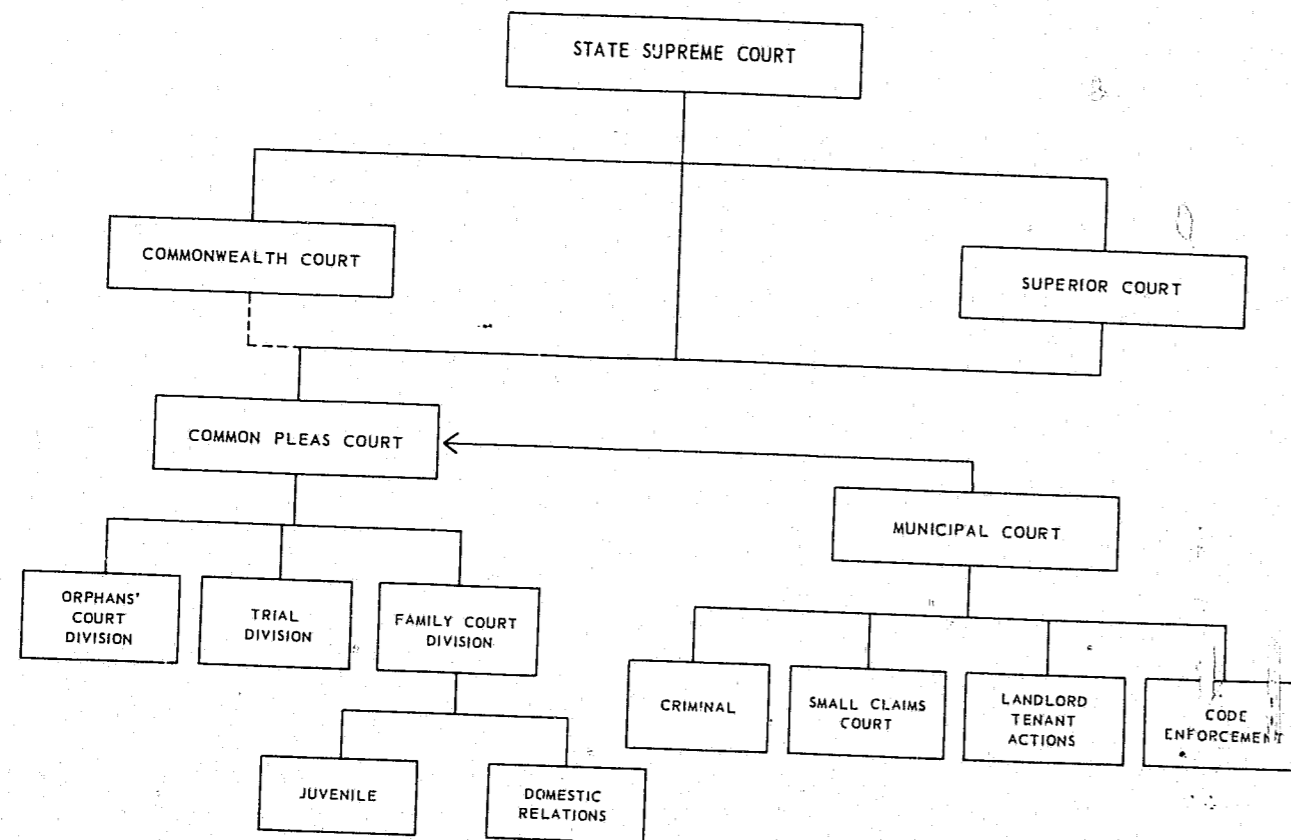 STATE SUPREME COURT
COMMONWEALTH COURT
SUPERIOR COURT
COMMON PLEAS COURT
MUNICIPAL COURT
ORPHANS'
COURT
DIVISION
TRIAL
DIVISION
FAMILY COURT
DIVISION
CRIMINAL
SMALL CLAIMS
COURT
LANDLORD
TENANT
ACTIONS
CODE
ENFORCEMENT
JUVENILE
DOMESTIC
RELATIONS